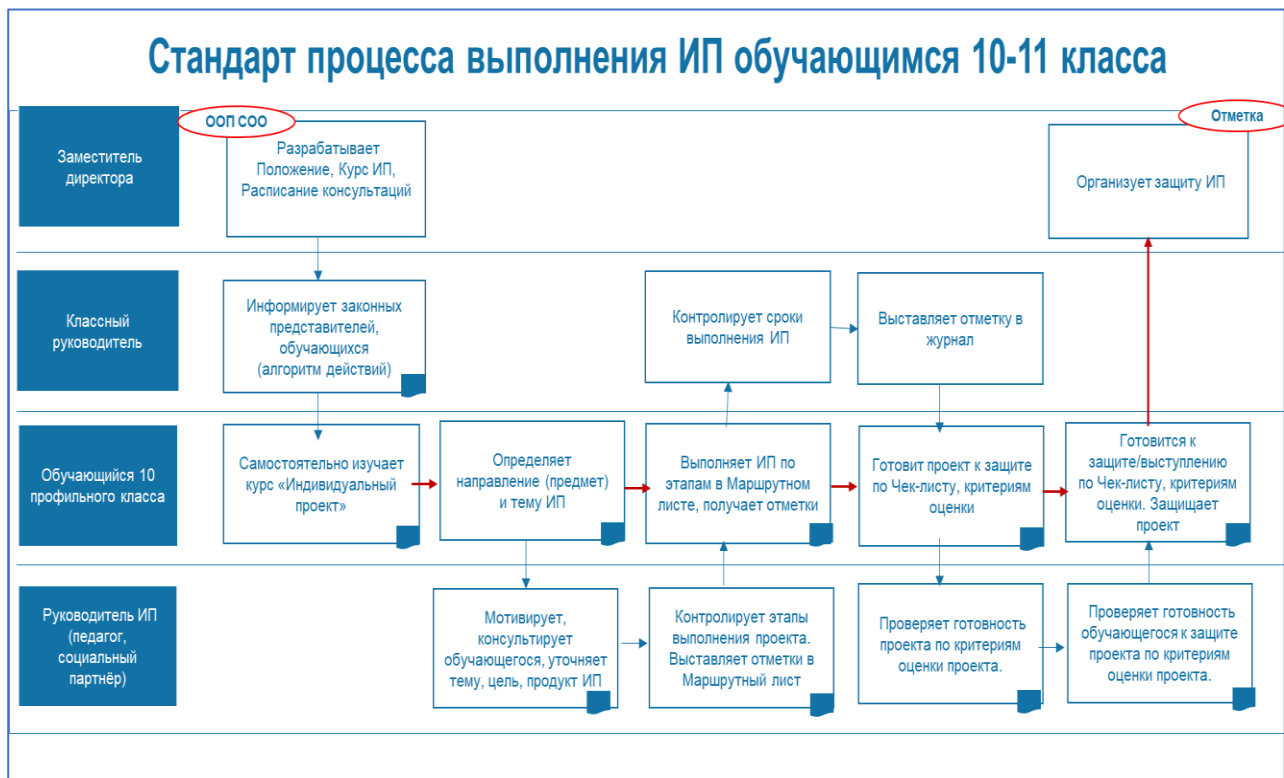 Стандарт процесса выполнения ИП обучающимся 10-11 класса
Заместитель
директора
ООП СОО
Разрабатывает
Положение, Курс ИП,
Расписание консультаций
Отметка
Организует защиту ИП
Классный
руководитель
Информирует законных
представителей,
обучающихся
(алгоритм действий)
Контролирует сроки
выполнения ИП
Выставляет отметку в
журнал
Обучающийся 10
профильного класса
Самостоятельно изучает
курс «Индивидуальный
проект»
Определяет
направление (предмет)
и тему ИП
Выполняет ИП по
этапам в Маршрутном
листе, получает отметки
Готовит проект к защите
по Чек-листу, критериям
оценки
Готовится к
защите/выступлению
по Чек-листу, критериям
оценки. Защищает
проект
Руководитель ИП
(педагог,
социальный
партнёр)
Мотивирует,
консультирует
обучающегося, уточняет
тему, цель, продукт ИП
Контролирует этапы
выполнения проекта.
Выставляет отметки в
Маршрутный лист
Проверяет готовность
проекта по критериям
оценки проекта.
Проверяет готовность
обучающегося к защите
проекта по критериям
оценки проекта.